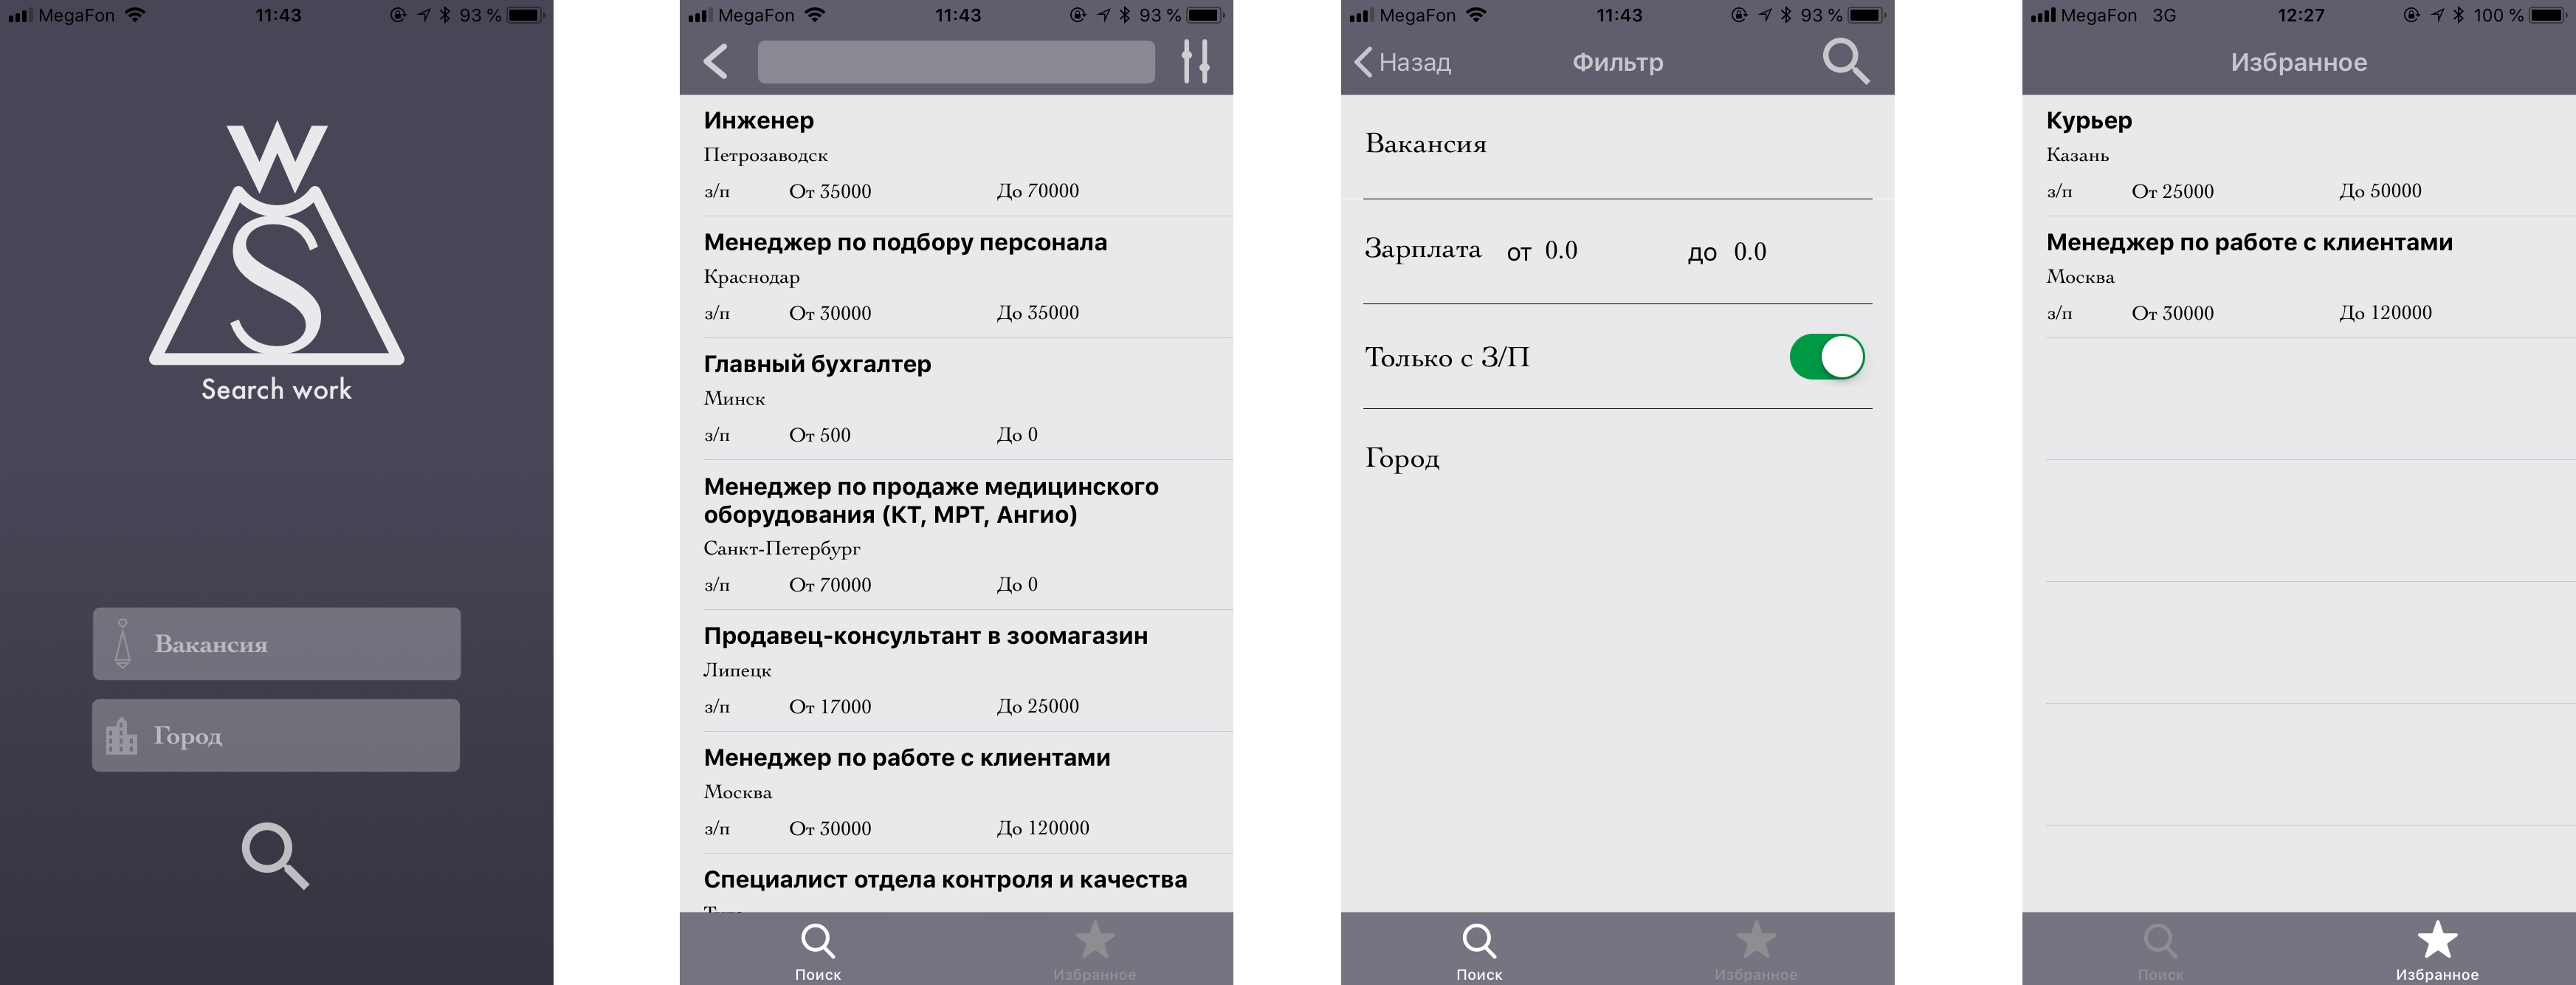 MegaFon 11:43 93 %
W
S
Search work
Вакансия
Город
MegaFon 11:43 93 %
Инженер
Петрозаводск
з/п От 35000 До 70000
Менеджер по подбору персонала
Краснодар
з/п От 30000 До 35000
Главный бухгалтер
Минск
з/п От 500 До 0
Менеджер по продаже медицинского
оборудования (КТ, МРТ, Ангио)
Санкт-Петербург
з/п От 70000 До 0
Продавец-консультант в зоомагазин
Липецк
з/п От 17000 До 25000
Менеджер по работе с клиентами
Москва
з/п От 30000 До 120000
Специалист отдела контроля и качества
Поиск Избранное
MegaFon 11:43 93 %
Назад Фильтр
Вакансия
Зарплата от 0.0 до 0.0
Только с З/П
Город
Поиск Избранное
MegaFon 3G 12:27 100 %
Избранное
Курьер
Казань
з/п От 25000 До 50000
Менеджер по работе с клиентами
Москва
з/п От 30000 До 120000
Поиск Избранное